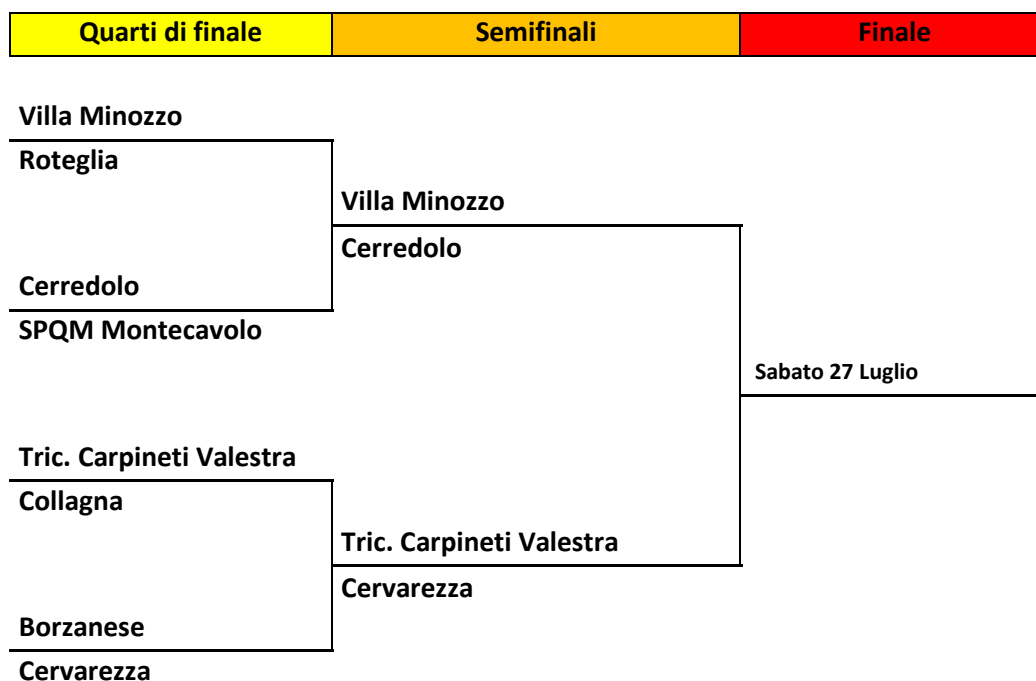 Quarti di finale
Semifinali
Finale
Villa Minozzo
Roteglia
Villa Minozzo
Cerredolo
Cerredolo
SPQM Montecavolo
Sabato 27 Luglio
Tric. Carpineti Valestra
Collagna
Tric. Carpineti Valestra
Cervarezza
Borzanese
Cervarezza